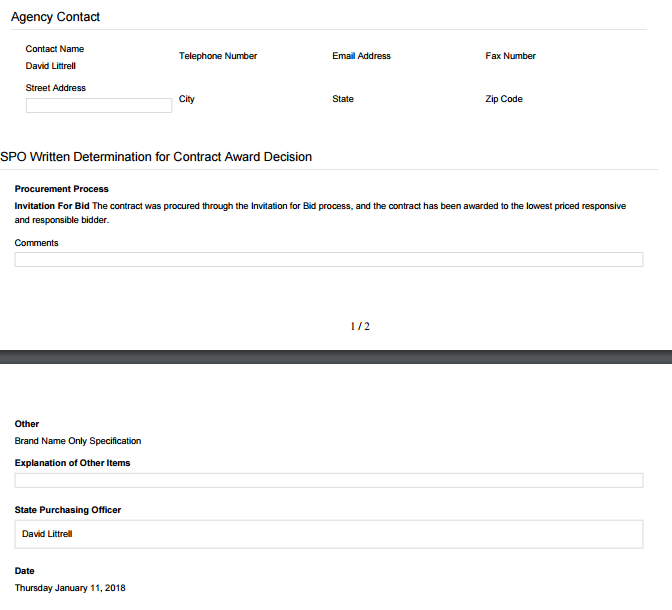 Agency Contact
Contact Name
David Littrell
Telephone Number
Email Address
Fax Number
Street Address
City
State
Zip Code
SPO Written Determination for Contract Award Decision
Procurement Process
Invitation For Bid The contract was procured through the Invitation for Bid process, and the contract has been awarded to the lowest priced responsive
and responsible bidder.
Comments
1 / 2
Other
Brand Name Only Specification
Explanation of Other Items
State Purchasing Officer
David Littrell
Date
Thursday January 11, 2018